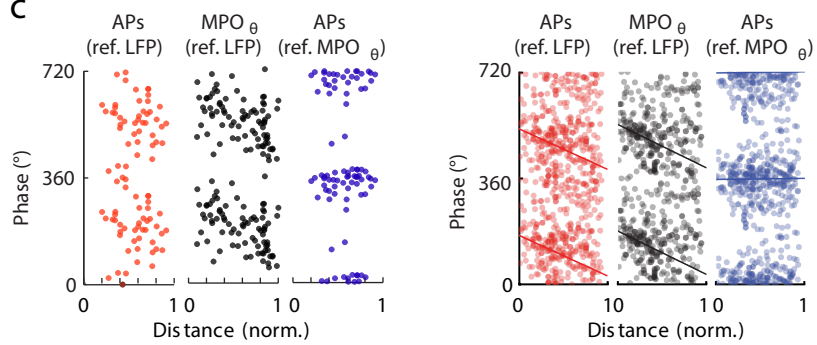 C
APs MPO θ APs
(ref. LFP) (ref. LFP) (ref. MPO θ)
APs MPO θ APs
(ref. LFP) (ref. LFP) (ref. MPO θ)
720
360
0
Phase (°)
0 1 0 1 0 1
Distance (norm.)
720
360
0
Phase (°)
0 1 0 1 0 1
Distance (norm.)